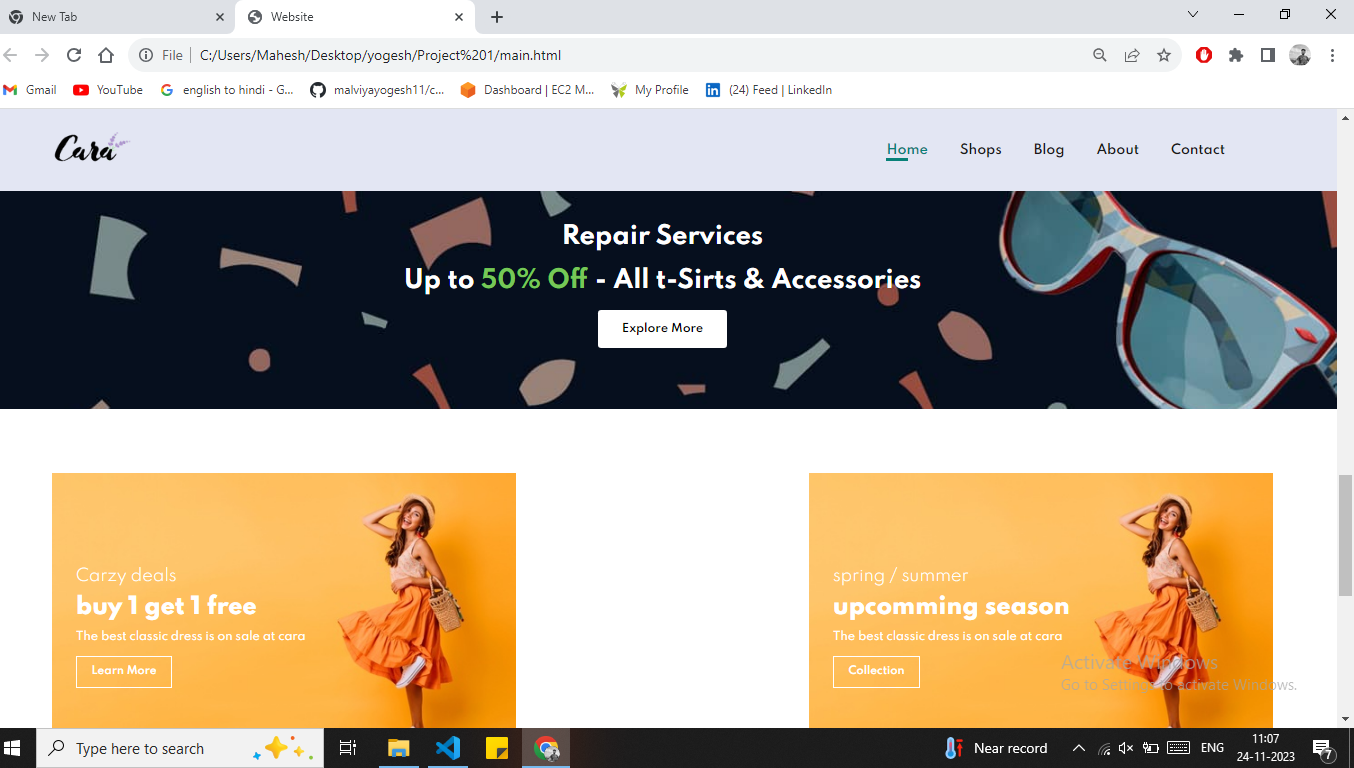 New Tab
Website
File
C:/Users/Mahesh/Desktop/yogesh/Project%201/main.html
Gmail
YouTube
english to hindi - G...
malviyayogesh11/c...
Dashboard | EC2 M...
My Profile
(24) Feed | LinkedIn
Cara
Home
Shops
Blog
About
Contact
Repair Services
Up to 50% Off - All t-Sirts & Accessories
Explore More
Carzy deals
buy 1 get 1 free
The best classic dress is on sale at cara
Learn More
spring / summer
upcomming season
The best classic dress is on sale at cara
Collection
Activate Windows
Go to Settings to activate Windows.
Type here to search
Near record
ENG
11:07
24-11-2023
7